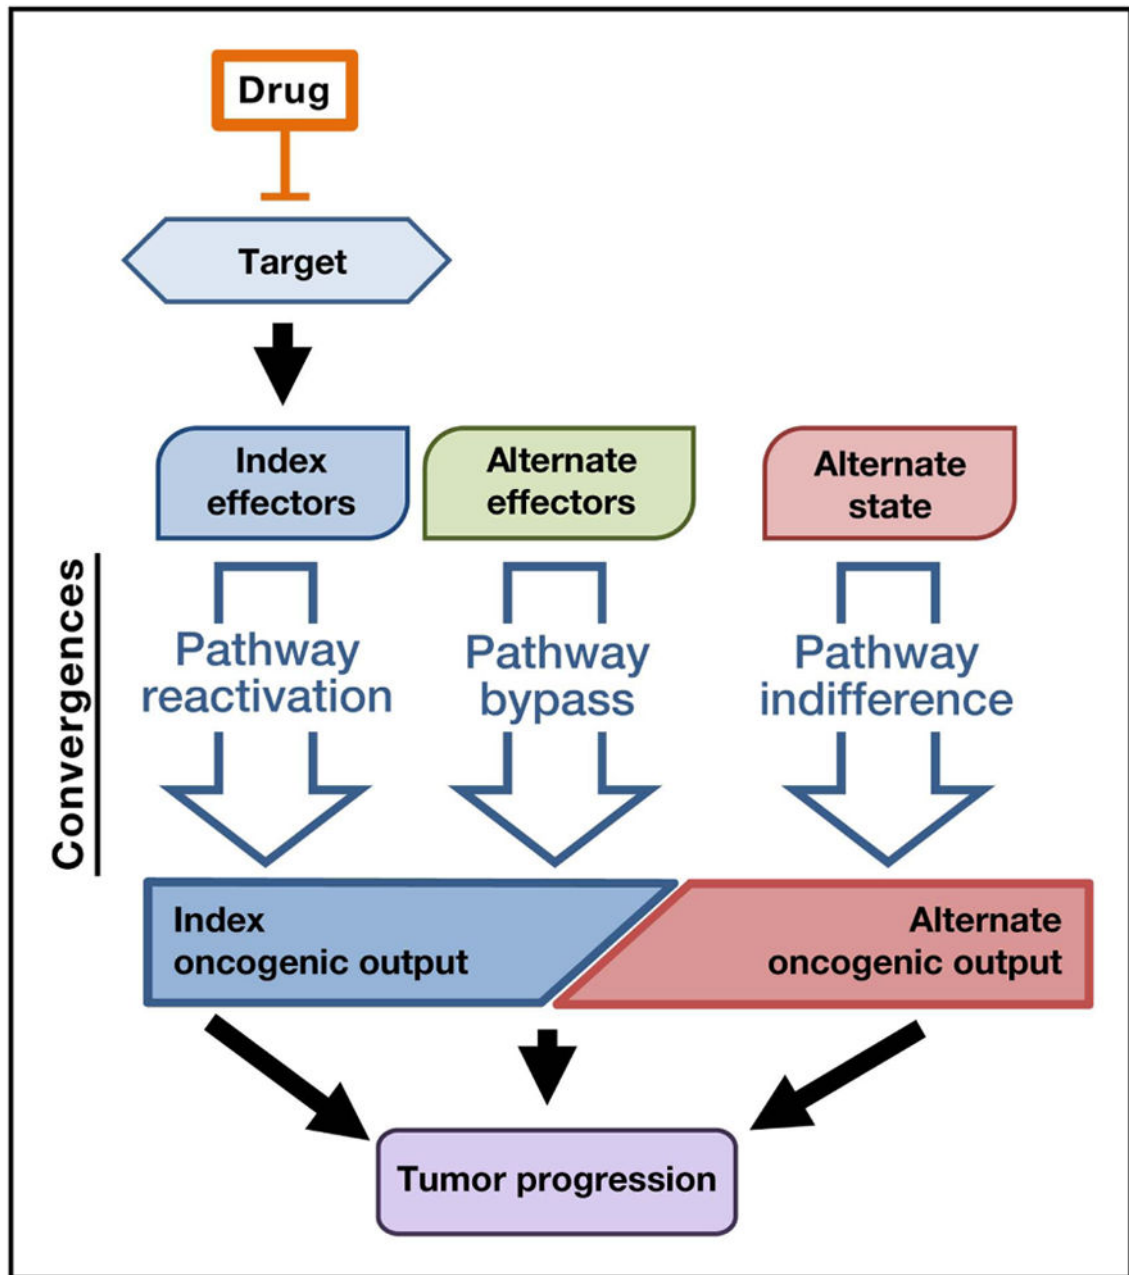 Drug
Target
Index
effectors
Alternate
effectors
Alternate
state
Convergences
Pathway
reactivation
Pathway
bypass
Pathway
indifference
Index
oncogenic output
Alternate
oncogenic output
Tumor progression